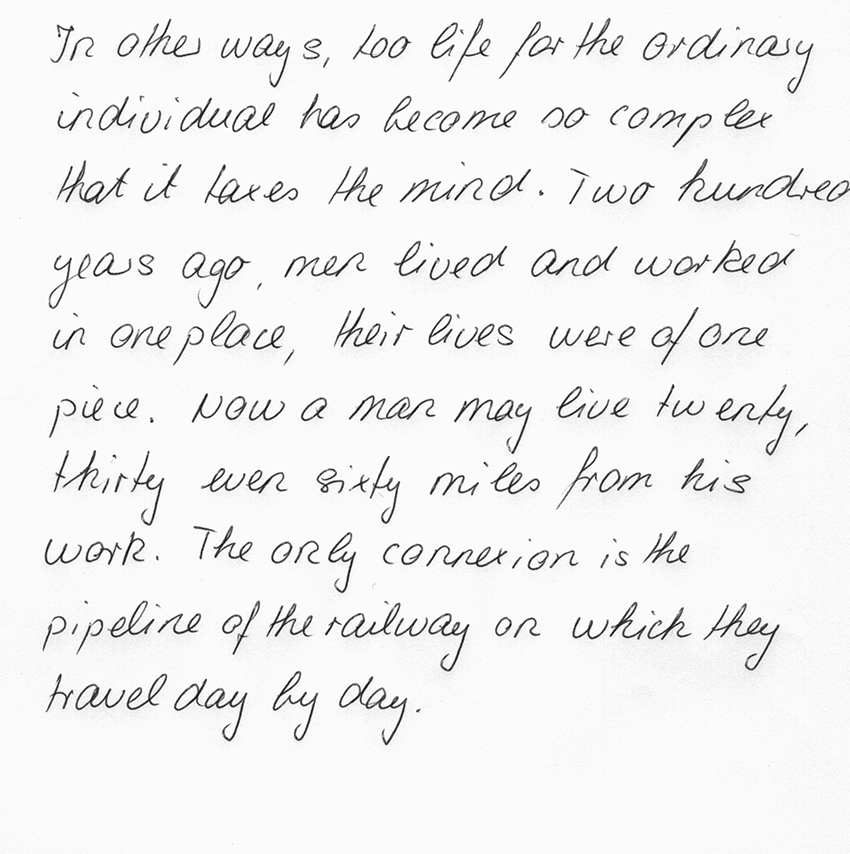 In other ways, too life for the ordinary
individual has become so complex
that it taxes the mind. Two hundred
years ago, men lived and worked
in one place, their lives were of one
piece. Now a man may live twenty,
thirty even sixty miles from his
work. The only connexion is the
pipeline of the railway on which they
travel day by day.